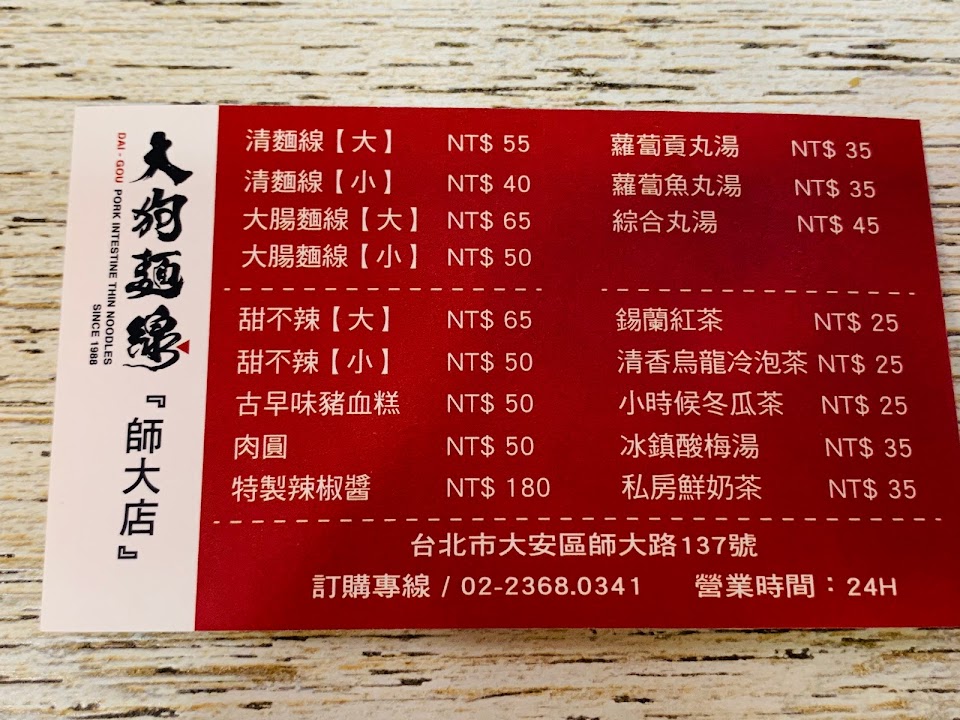 大狗麵線
DAI - GOU PORK INTESTINE THIN NOODLES
SINCE 1988
『師大店』
清麵線【大】 NT$ 55
清麵線【小】 NT$ 40
大腸麵線【大】 NT$ 65
大腸麵線【小】 NT$ 50
蘿蔔貢丸湯 NT$ 35
蘿蔔魚丸湯 NT$ 35
綜合丸湯 NT$ 45
甜不辣【大】 NT$ 65
甜不辣【小】 NT$ 50
古早味豬血糕 NT$ 50
肉圓 NT$ 50
特製辣椒醬 NT$ 180
錫蘭紅茶 NT$ 25
清香烏龍冷泡茶 NT$ 25
小時候冬瓜茶 NT$ 25
冰鎮酸梅湯 NT$ 35
私房鮮奶茶 NT$ 35
台北市大安區師大路137號
訂購專線 / 02-2368.0341 營業時間：24H